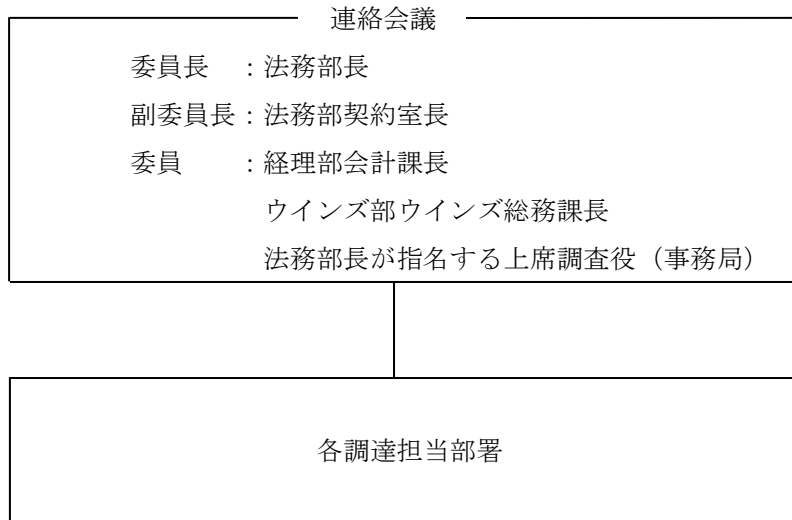 連絡会議
委員長　：法務部長
副委員長：法務部契約室長
委員　　：経理部会計課長
ウインズ部ウインズ総務課長
法務部長が指名する上席調査役（事務局）
各調達担当部署